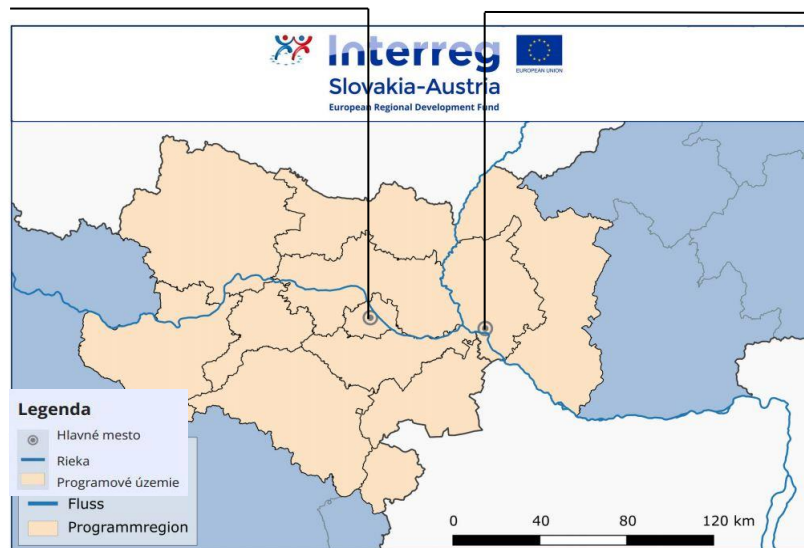 Interreg
EUROPEAN UNION
Slovakia-Austria
European Regional Development Fund
Legenda
Hlavné mesto
Rieka
Programové územie
Fluss
Programmregion
0 40 80 120 km